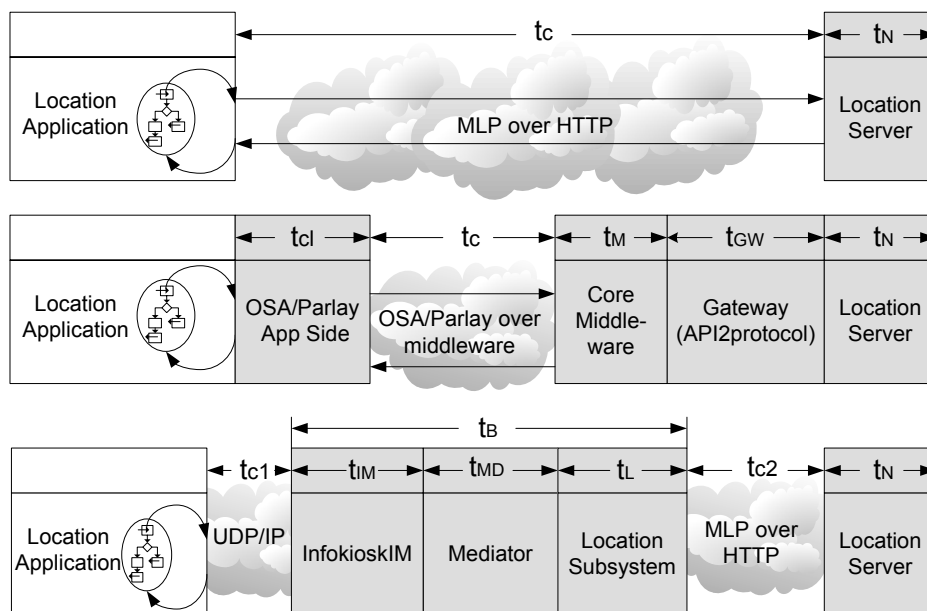 tC
tN
Location
Application
MLP over HTTP
Location
Server
tCl
tC
tM
tGW
tN
Location
Application
OSA/Parlay
App Side
OSA/Parlay over
middleware
Core
Middle-
ware
Gateway
(API2protocol)
Location
Server
tB
tC1
tIM
tMD
tL
tC2
tN
Location
Application
UDP/IP
InfokioskIM
Mediator
Location
Subsystem
MLP over
HTTP
Location
Server